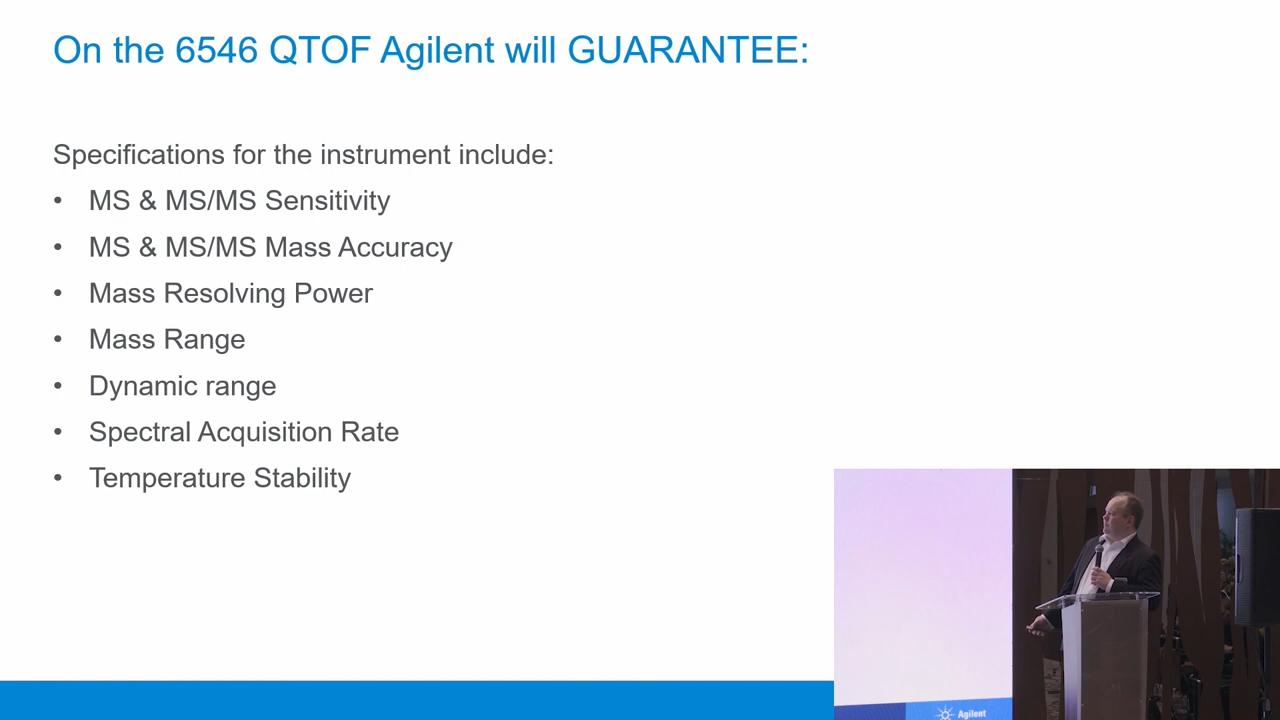 On the 6546 QTOF Agilent will GUARANTEE:
Specifications for the instrument include:
• MS & MS/MS Sensitivity
• MS & MS/MS Mass Accuracy
• Mass Resolving Power
• Mass Range
• Dynamic range
• Spectral Acquisition Rate
• Temperature Stability
Agilent